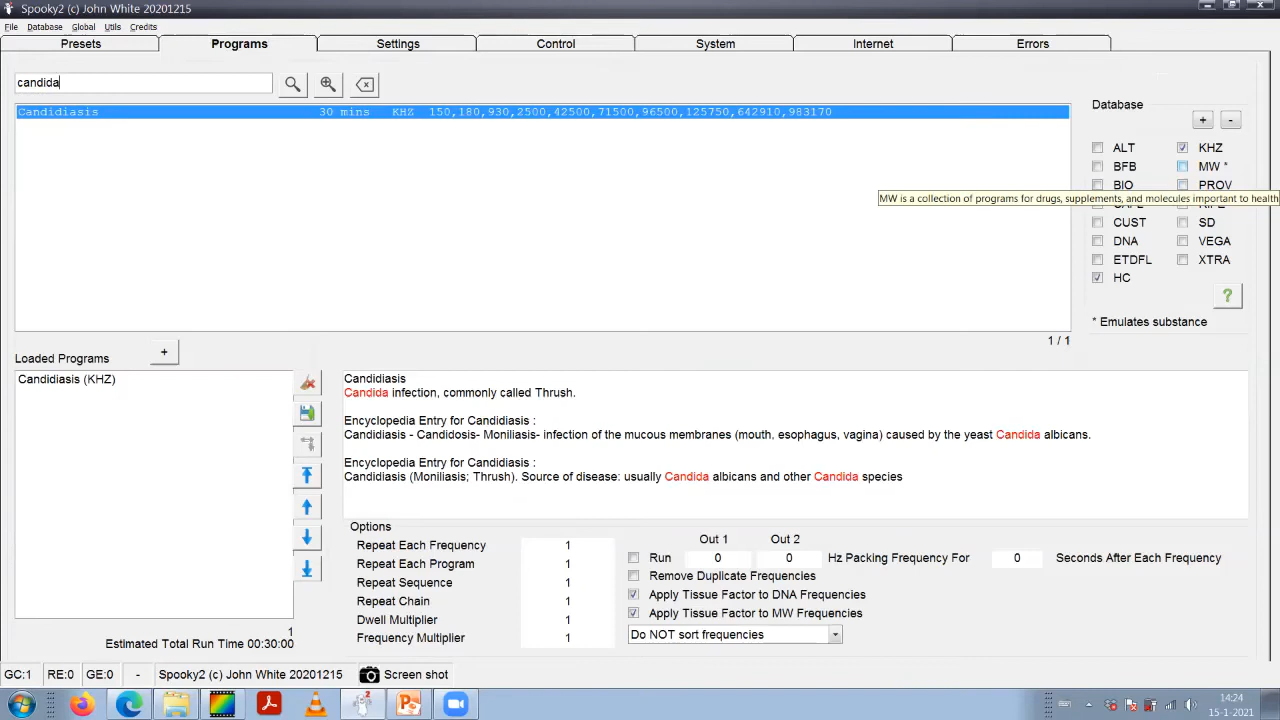 Spooky2 (c) John White 20201215
File Database Global Utils Credits
Presets Programs Settings Control System Internet Errors
candida
Candidiasis 30 mins KHZ 150,180,930,2500,42500,71500,96500,125750,642910,983170
Database
+ -
ALT KHZ
BFB MW *
BIO PROV
MW is a collection of programs for drugs, supplements, and molecules important to health
CUST SD
DNA VEGA
ETDFL XTRA
HC
?
* Emulates substance
1 / 1
Loaded Programs +
Candidiasis (KHZ)
Candidiasis
Candida infection, commonly called Thrush.
Encyclopedia Entry for Candidiasis :
Candidiasis - Candidosis- Moniliasis- infection of the mucous membranes (mouth, esophagus, vagina) caused by the yeast Candida albicans.
Encyclopedia Entry for Candidiasis :
Candidiasis (Moniliasis; Thrush). Source of disease: usually Candida albicans and other Candida species
Options
Out 1 Out 2
Repeat Each Frequency 1
Run 0 0 Hz Packing Frequency For 0 Seconds After Each Frequency
Repeat Each Program 1
Remove Duplicate Frequencies
Repeat Sequence 1
Apply Tissue Factor to DNA Frequencies
Repeat Chain 1
Apply Tissue Factor to MW Frequencies
Dwell Multiplier 1
Do NOT sort frequencies
Frequency Multiplier 1
1
Estimated Total Run Time 00:30:00
GC:1 RE:0 GE:0 - Spooky2 (c) John White 20201215 Screen shot
14:24
15-1-2021